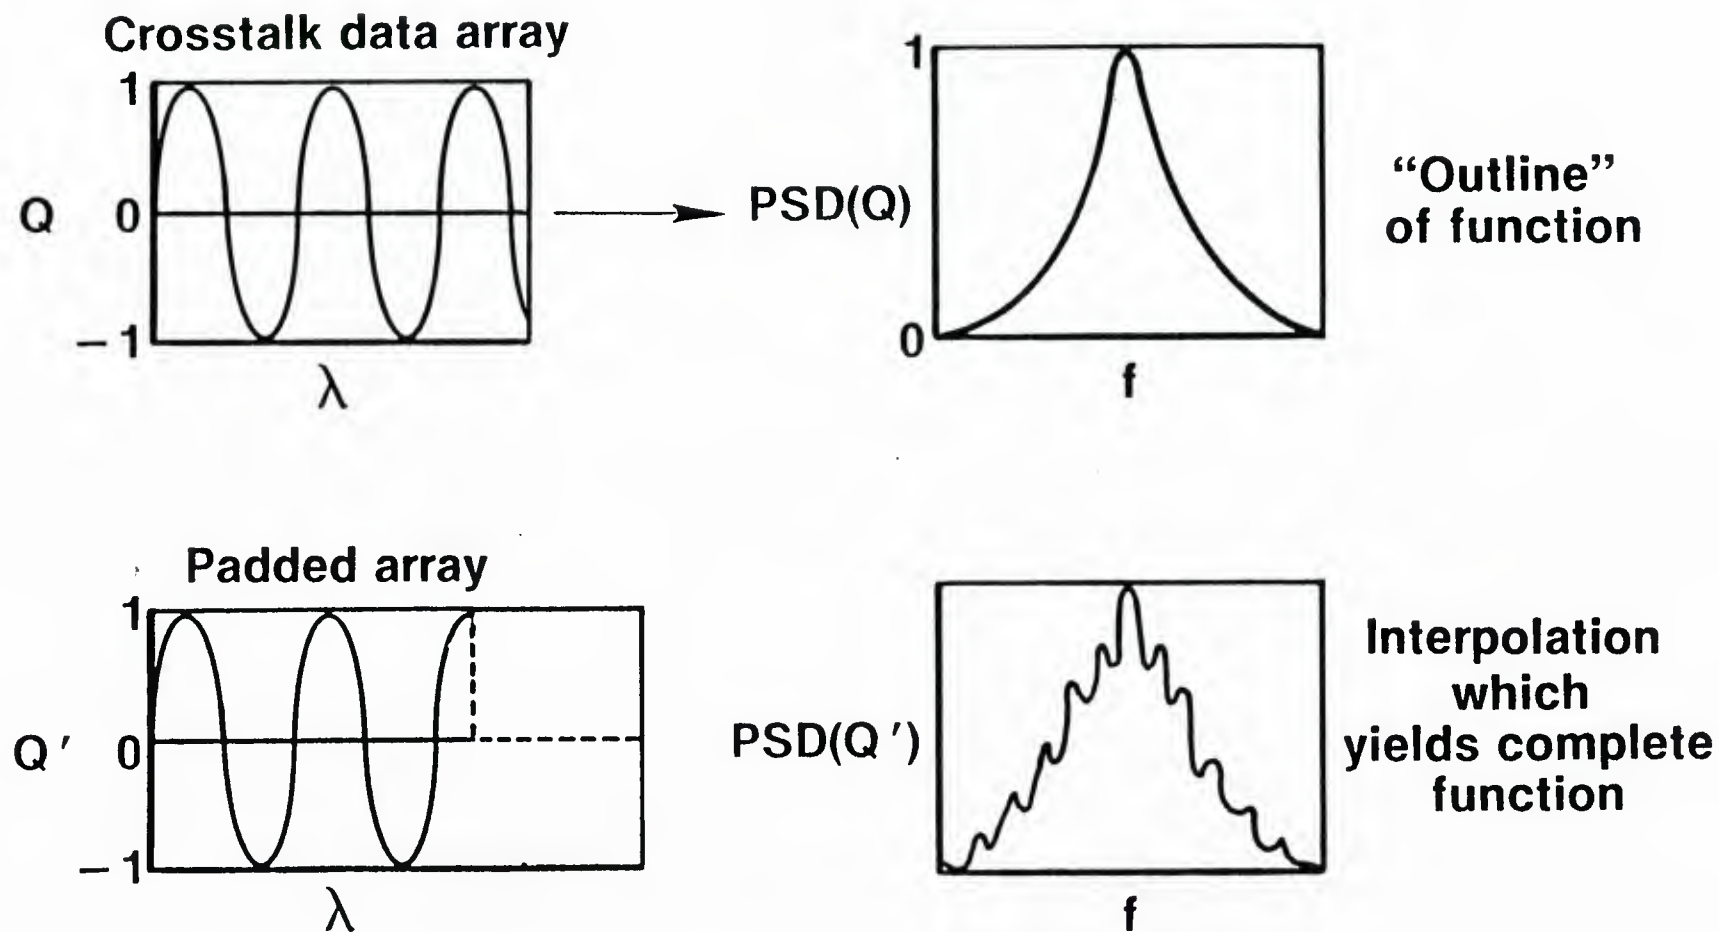 Crosstalk data array
1
Q 0
−1
λ
1
PSD(Q)
0
f
“Outline”
of function
Padded array
1
Q′ 0
−1
λ
PSD(Q′)
f
Interpolation
which
yields complete
function